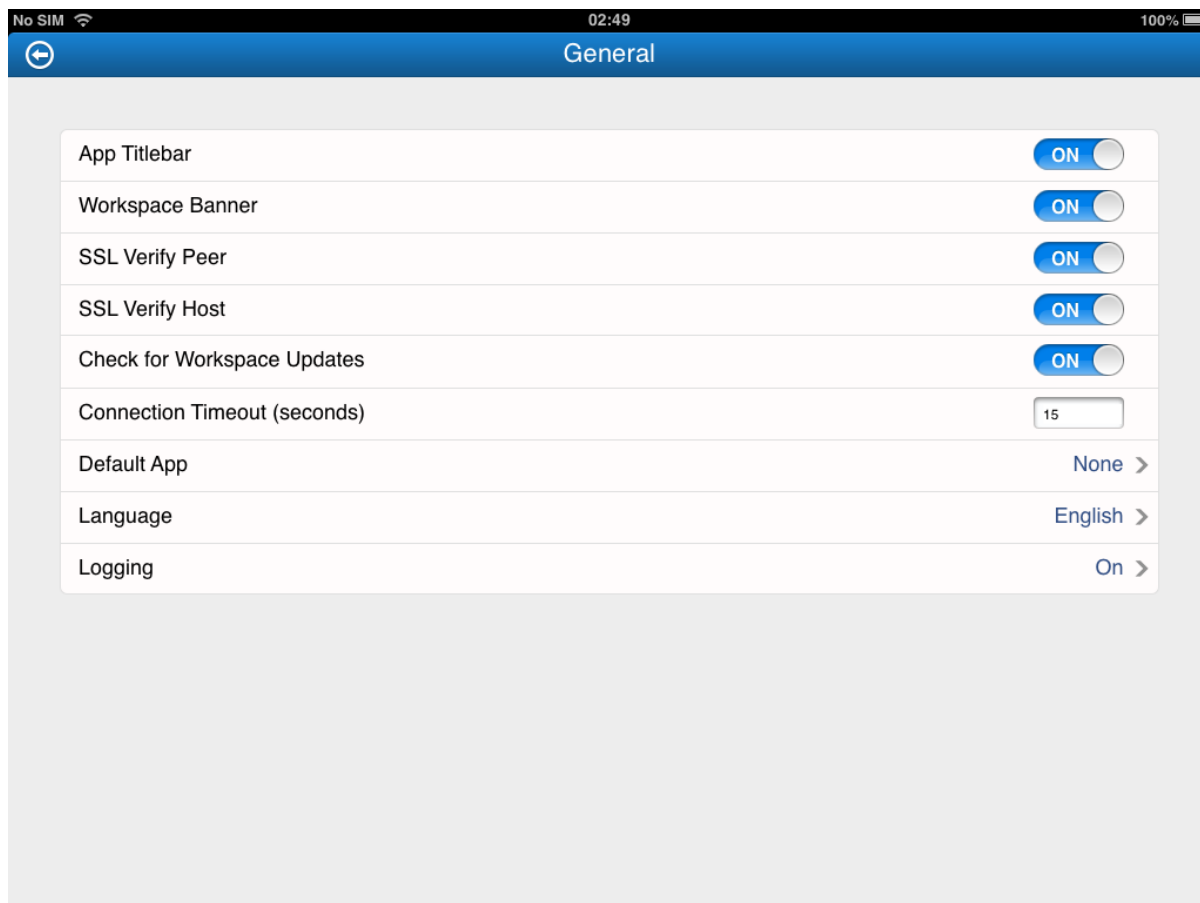 No SIM 02:49 100%
General
App Titlebar ON
Workspace Banner ON
SSL Verify Peer ON
SSL Verify Host ON
Check for Workspace Updates ON
Connection Timeout (seconds) 15
Default App None
Language English
Logging On